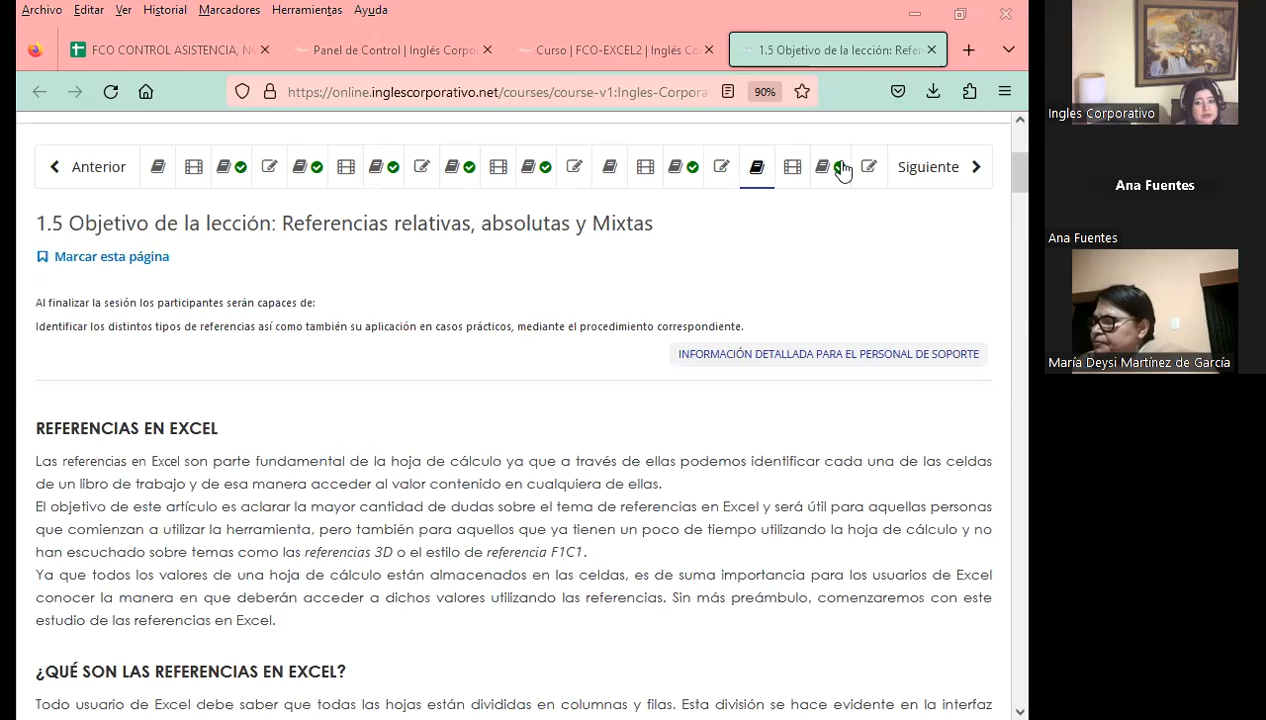 Archivo Editar Ver Historial Marcadores Herramientas Ayuda
FCO CONTROL ASISTENCIA, NO
Panel de Control | Inglés Corpo
Curso | FCO-EXCEL2 | Inglés Co
1.5 Objetivo de la lección: Refer
https://online.inglescorporativo.net/courses/course-v1:Ingles-Corpora
90%
Anterior
Siguiente
1.5 Objetivo de la lección: Referencias relativas, absolutas y Mixtas
Marcar esta página
Al finalizar la sesión los participantes serán capaces de:
Identificar los distintos tipos de referencias así como también su aplicación en casos prácticos, mediante el procedimiento correspondiente.
INFORMACIÓN DETALLADA PARA EL PERSONAL DE SOPORTE
REFERENCIAS EN EXCEL
Las referencias en Excel son parte fundamental de la hoja de cálculo ya que a través de ellas podemos identificar cada una de las celdas
de un libro de trabajo y de esa manera acceder al valor contenido en cualquiera de ellas.
El objetivo de este artículo es aclarar la mayor cantidad de dudas sobre el tema de referencias en Excel y será útil para aquellas personas
que comienzan a utilizar la herramienta, pero también para aquellos que ya tienen un poco de tiempo utilizando la hoja de cálculo y no
han escuchado sobre temas como las referencias 3D o el estilo de referencia F1C1.
Ya que todos los valores de una hoja de cálculo están almacenados en las celdas, es de suma importancia para los usuarios de Excel
conocer la manera en que deberán acceder a dichos valores utilizando las referencias. Sin más preámbulo, comenzaremos con este
estudio de las referencias en Excel.
¿QUÉ SON LAS REFERENCIAS EN EXCEL?
Todo usuario de Excel debe saber que todas las hojas están divididas en columnas y filas. Esta división se hace evidente en la interfaz
Ingles Corporativo
Ana Fuentes
Ana Fuentes
María Deysi Martínez de García